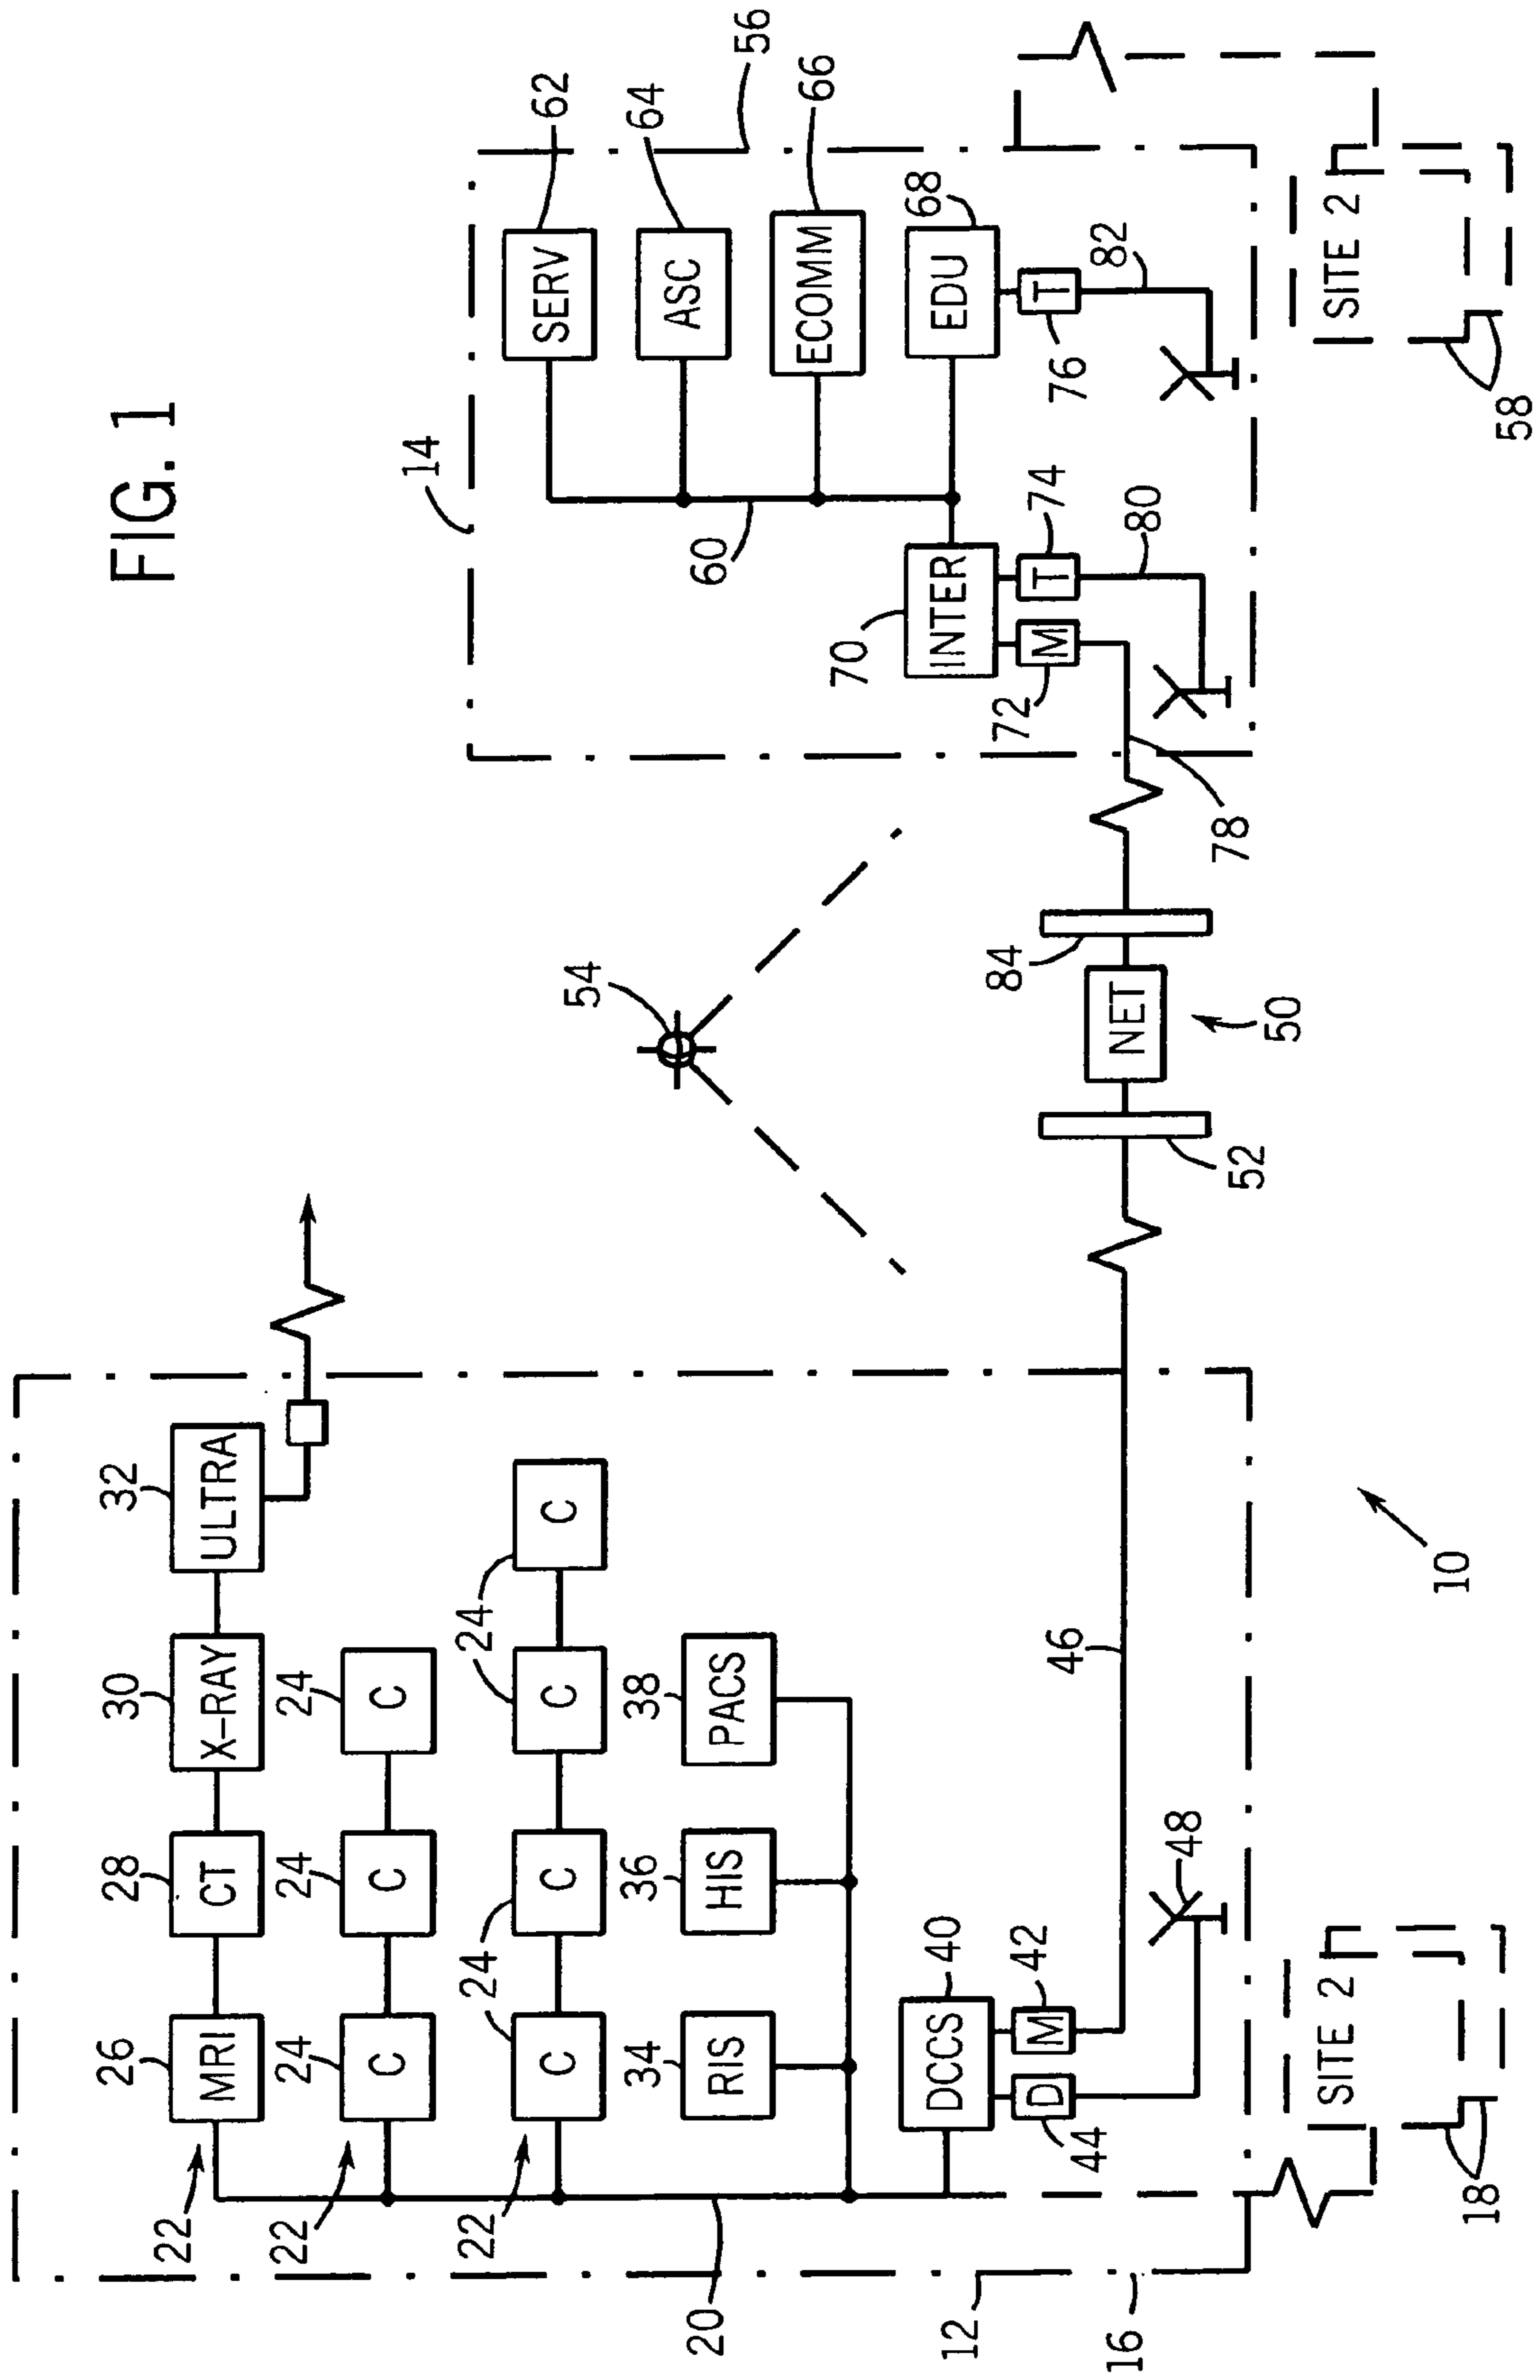 FIG. 1
32
ULTRA
30
X-RAY
28
CT
26
MRI
22
24
C
24
C
24
C
22
24
C
C
24
C
C
22
38
PACS
36
HIS
34
RIS
20
40
DCCS
42
M
44
D
46
48
12
16
SITE 2
18
10
54
52
NET
50
84
78
14
56
62
SERV
64
ASC
66
ECOMM
68
EDU
60
70
INTER
72
M
74
T
76
T
80
82
SITE 2
58